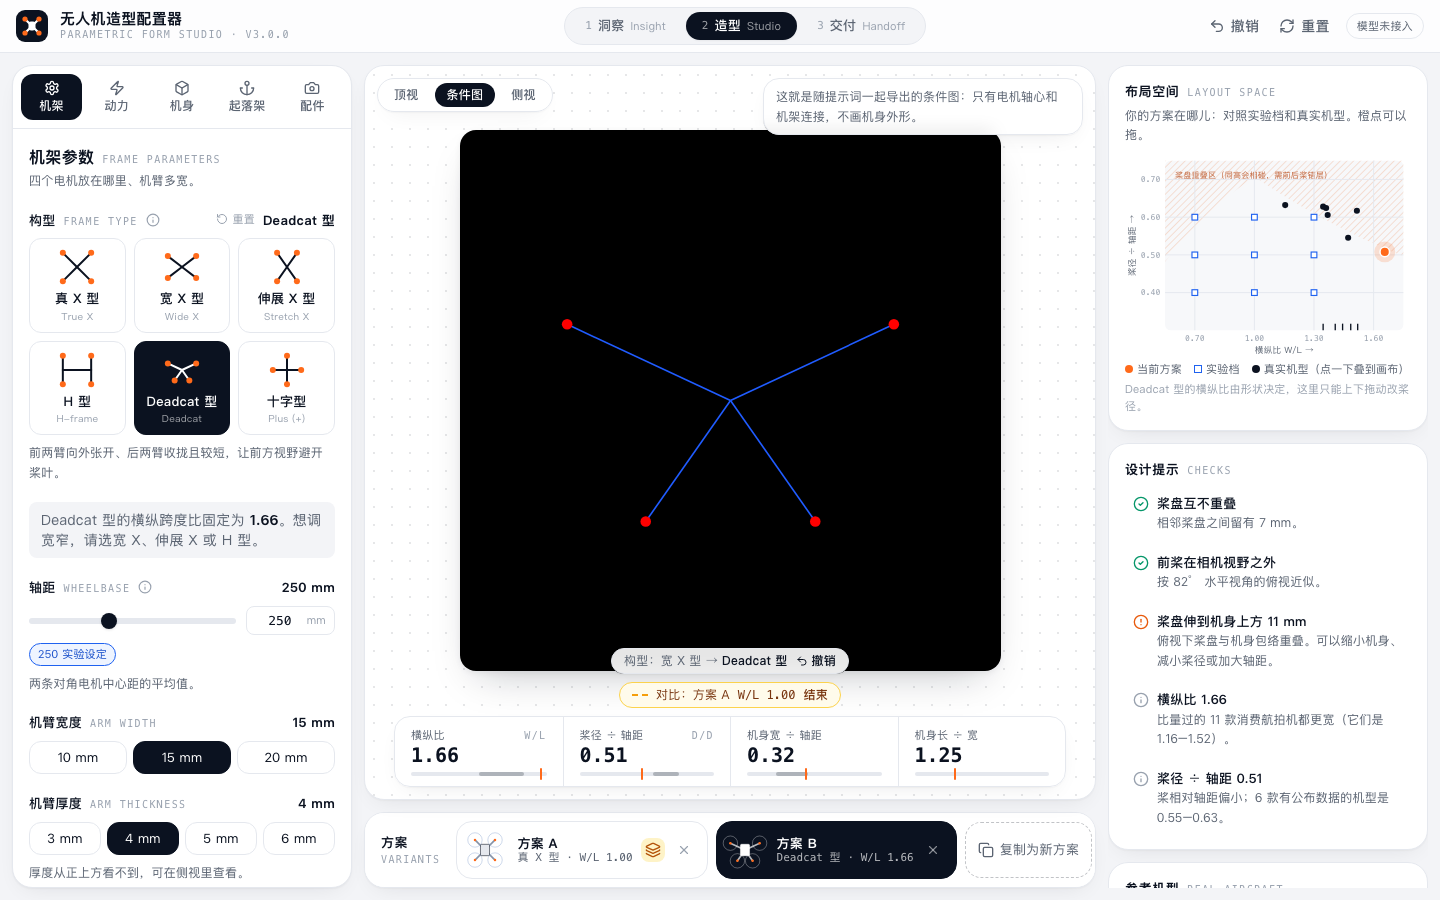 无人机造型配置器
PARAMETRIC FORM STUDIO · V3.0.0
1 洞察 Insight
2 造型 Studio
3 交付 Handoff
撤销
重置
模型未接入
机架
动力
机身
起落架
配件
机架参数 FRAME PARAMETERS
四个电机放在哪里、机臂多宽。
构型 FRAME TYPE
重置 Deadcat 型
真 X 型
True X
宽 X 型
Wide X
伸展 X 型
Stretch X
H 型
H-frame
Deadcat 型
Deadcat
十字型
Plus (+)
前两臂向外张开、后两臂收拢且较短，让前方视野避开
桨叶。
Deadcat 型的横纵跨度比固定为 1.66。想调
宽窄，请选宽 X、伸展 X 或 H 型。
轴距 WHEELBASE
250 mm
250 mm
250 实验设定
两条对角电机中心距的平均值。
机臂宽度 ARM WIDTH
15 mm
10 mm
15 mm
20 mm
机臂厚度 ARM THICKNESS
4 mm
3 mm
4 mm
5 mm
6 mm
厚度从正上方看不到，可在侧视里查看。
顶视
条件图
侧视
这就是随提示词一起导出的条件图：只有电机轴心和
机架连接，不画机身外形。
构型：宽 X 型 → Deadcat 型 撤销
对比：方案 A W/L 1.00 结束
横纵比 W/L
1.66
桨径 ÷ 轴距 D/D
0.51
机身宽 ÷ 轴距
0.32
机身长 ÷ 宽
1.25
方案
VARIANTS
方案 A
真 X 型 · W/L 1.00
方案 B
Deadcat 型 · W/L 1.66
复制为新方案
布局空间 LAYOUT SPACE
你的方案在哪儿：对照实验档和真实机型。橙点可以
拖。
桨盘重叠区（同高会相碰，需前后桨错层）
0.70
0.60
0.50
0.40
桨径 ÷ 轴距 →
0.70
1.00
1.30
1.60
横纵比 W/L →
当前方案
实验档
真实机型（点一下叠到画布）
Deadcat 型的横纵比由形状决定，这里只能上下拖动改桨
径。
设计提示 CHECKS
桨盘互不重叠
相邻桨盘之间留有 7 mm。
前桨在相机视野之外
按 82° 水平视角的俯视近似。
桨盘伸到机身上方 11 mm
俯视下桨盘与机身包络重叠。可以缩小机身、
减小桨径或加大轴距。
横纵比 1.66
比量过的 11 款消费航拍机都更宽（它们是
1.16—1.52）。
桨径 ÷ 轴距 0.51
桨相对轴距偏小；6 款有公布数据的机型是
0.55—0.63。
参考机型 REAL AIRCRAFT